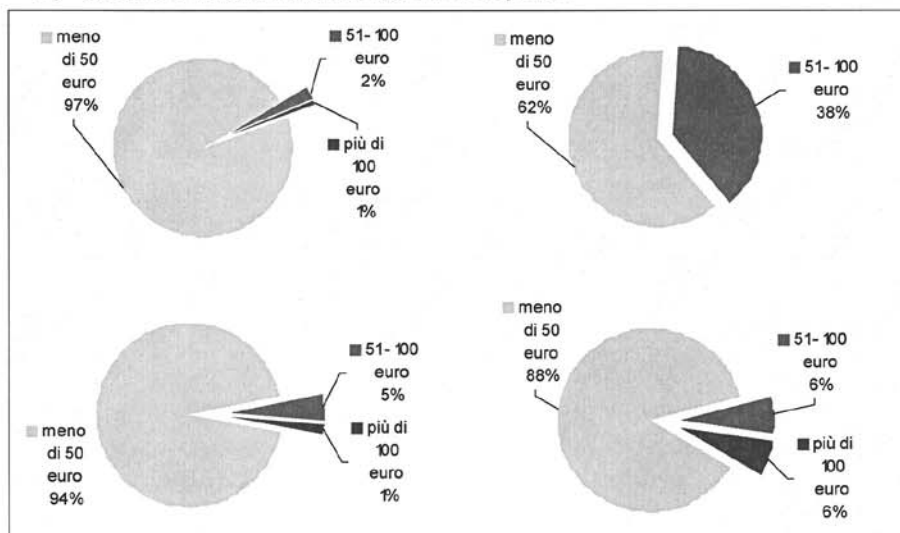 meno
di 50
euro
97%
51- 100
euro
2%
più di
100
euro
1%
meno
di 50
euro
62%
51- 100
euro
38%
meno
di 50
euro
94%
51- 100
euro
5%
più di
100
euro
1%
meno
di 50
euro
88%
51- 100
euro
6%
più di
100
euro
6%